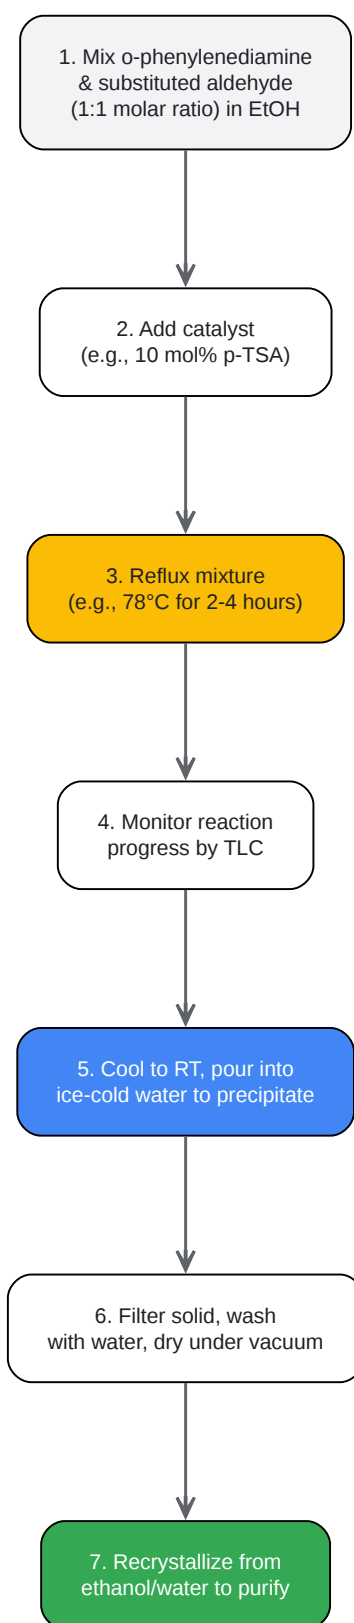 1. Mix o-phenylenediamine
& substituted aldehyde
(1:1 molar ratio) in EtOH
2. Add catalyst
(e.g., 10 mol% p-TSA)
3. Reflux mixture
(e.g., 78°C for 2-4 hours)
4. Monitor reaction
progress by TLC
5. Cool to RT, pour into
ice-cold water to precipitate
6. Filter solid, wash
with water, dry under vacuum
7. Recrystallize from
ethanol/water to purify